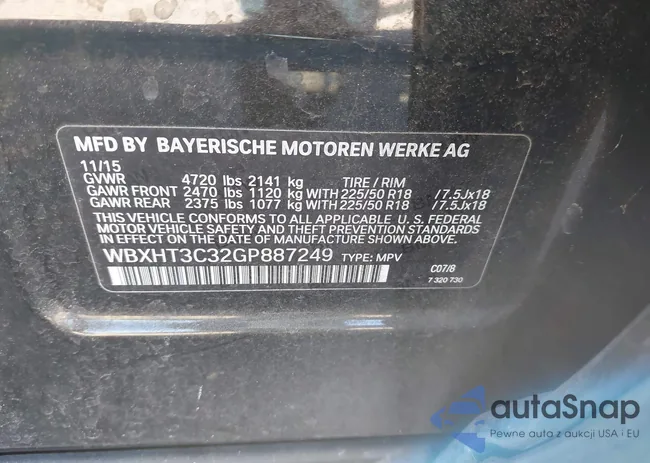 MFD BY BAYERISCHE MOTOREN WERKE AG
11/15
GVWR 4720 lbs 2141 kg TIRE / RIM
GAWR FRONT 2470 lbs 1120 kg WITH 225/50 R18 /7.5Jx18
GAWR REAR 2375 lbs 1077 kg WITH 225/50 R18 /7.5Jx18
THIS VEHICLE CONFORMS TO ALL APPLICABLE U. S. FEDERAL
MOTOR VEHICLE SAFETY AND THEFT PREVENTION STANDARDS
IN EFFECT ON THE DATE OF MANUFACTURE SHOWN ABOVE.
WBXHT3C32GP887249 TYPE: MPV
C07/8
7 320 730
autaSnap
Pewne auta z aukcji USA i EU